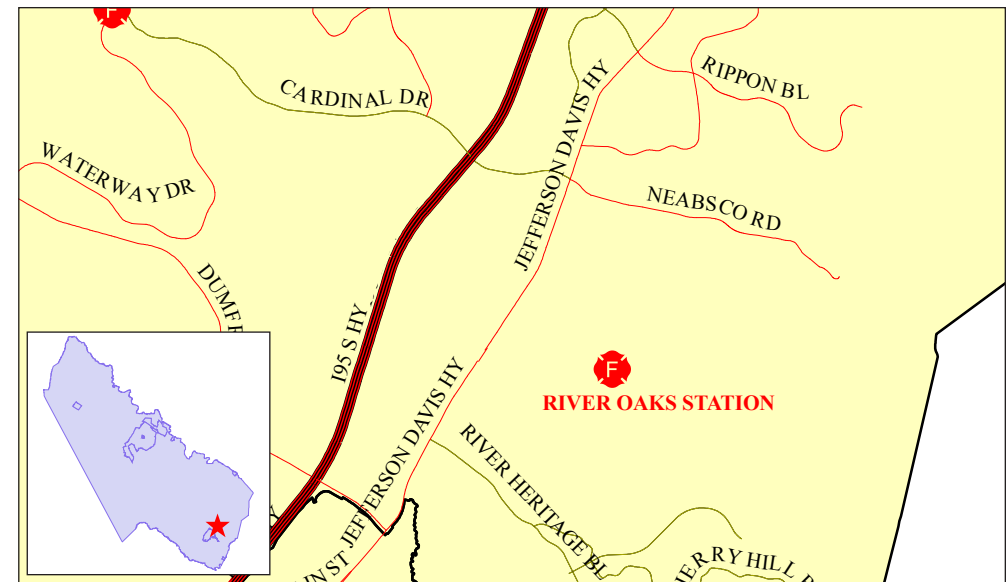 F
RIPPON BL
CARDINAL DR
JEFFERSON DAVIS HY
WATERWAY DR
NEABSCO RD
I95 S HY
F
RIVER OAKS STATION
JEFFERSON DAVIS HY
RIVER HERITAGE BL